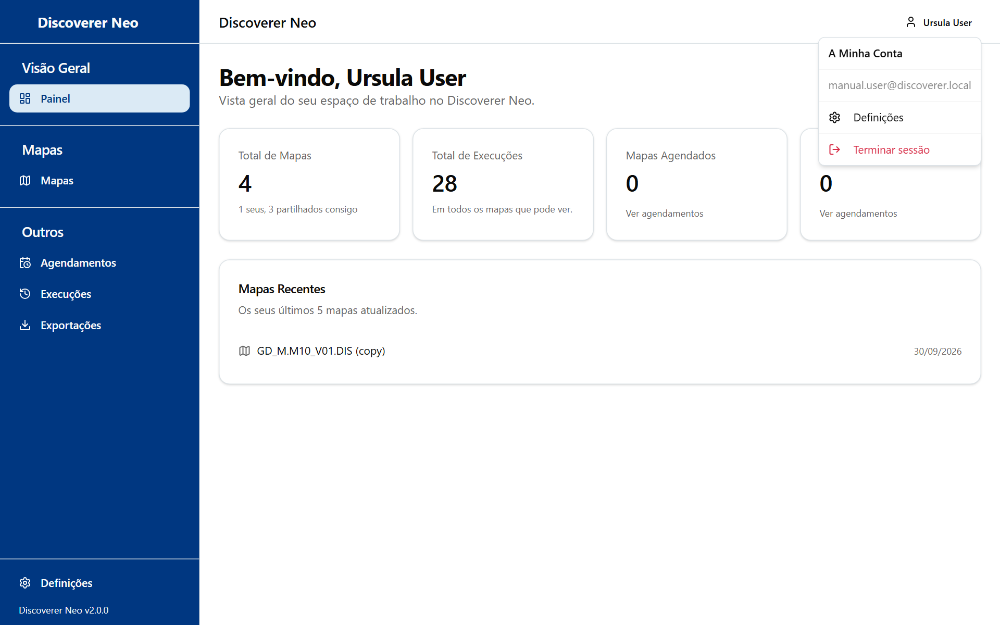 Discoverer Neo
Visão Geral
Painel
Mapas
Mapas
Outros
Agendamentos
Execuções
Exportações
Definições
Discoverer Neo v2.0.0
Discoverer Neo
Ursula User
A Minha Conta
manual.user@discoverer.local
Definições
Terminar sessão
Bem-vindo, Ursula User
Vista geral do seu espaço de trabalho no Discoverer Neo.
Total de Mapas
4
1 seus, 3 partilhados consigo
Total de Execuções
28
Em todos os mapas que pode ver.
Mapas Agendados
0
Ver agendamentos
0
Ver agendamentos
Mapas Recentes
Os seus últimos 5 mapas atualizados.
GD_M.M10_V01.DIS (copy)
30/09/2026